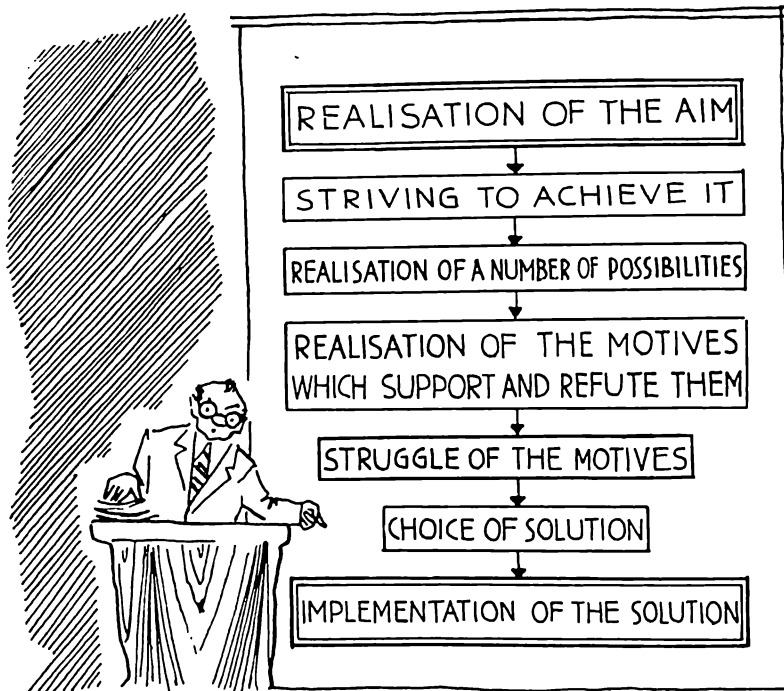 REALISATION OF THE AIM
STRIVING TO ACHIEVE IT
REALISATION OF A NUMBER OF POSSIBILITIES
REALISATION OF THE MOTIVES
WHICH SUPPORT AND REFUTE THEM
STRUGGLE OF THE MOTIVES
CHOICE OF SOLUTION
IMPLEMENTATION OF THE SOLUTION